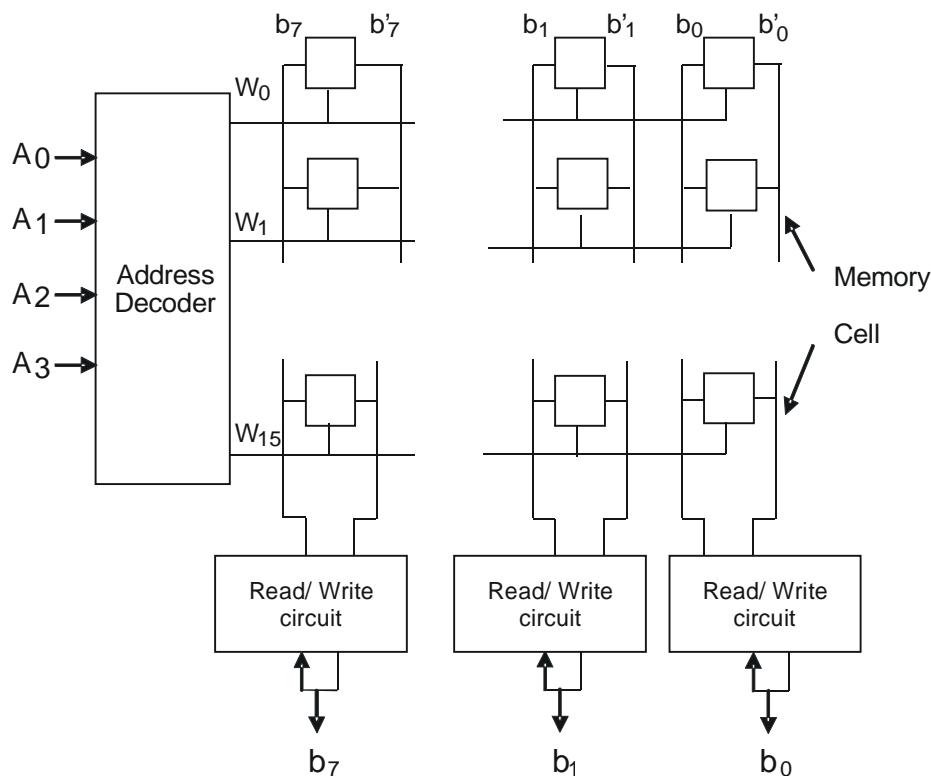 b7 b'7 b1 b'1 b0 b'0
W0
A0
A1
W1
A2
Address
Decoder
Memory
A3
Cell
W15
Read/ Write
circuit
Read/ Write
circuit
Read/ Write
circuit
b7 b1 b0